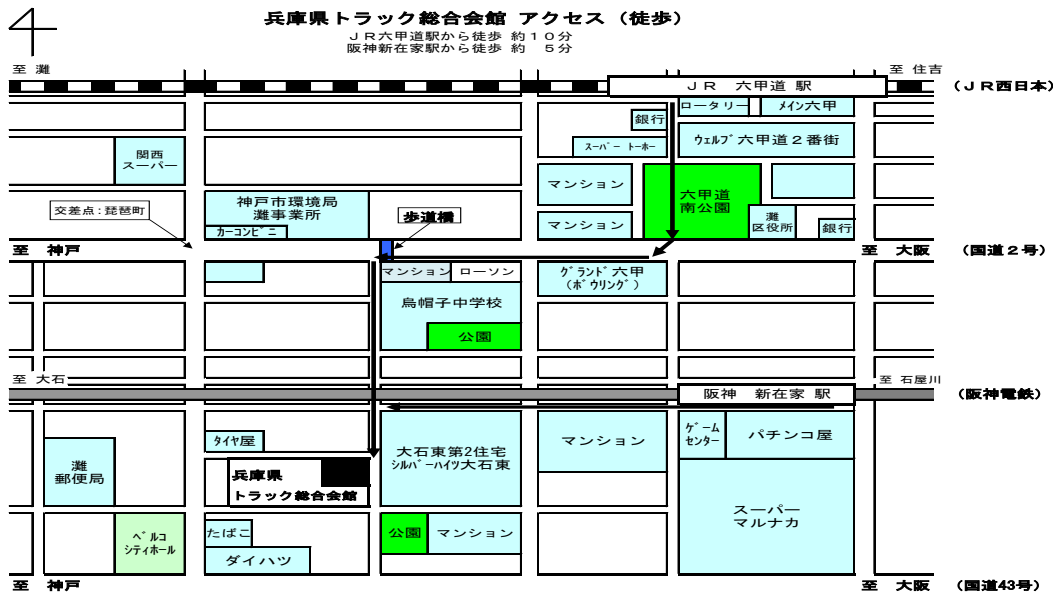 兵庫県トラック総合会館 アクセス（徒歩）
ＪＲ六甲道駅から徒歩 約１０分
阪神新在家駅から徒歩 約　５分
至 灘
至 住吉
ＪＲ 六甲道 駅
（ＪＲ西日本）
ロータリー
メイン六甲
銀行
スーパー トーホー
ウェルブ六甲道２番街
関西
スーパー
マンション
六甲道
南公園
神戸市環境局
灘事業所
カーコンビニ
交差点：琵琶町
歩道橋
マンション
灘
区役所
銀行
至 神戸
至 大阪
（国道２号）
マンション
ローソン
グランド六甲
（ボウリング）
烏帽子中学校
公園
至 大石
至 石屋川
阪神 新在家 駅
（阪神電鉄）
タイヤ屋
大石東第2住宅
シルバーハイツ大石東
マンション
ゲーム
センター
パチンコ屋
灘
郵便局
兵庫県
トラック総合会館
スーパー
マルナカ
ベルコ
シティホール
たばこ
ダイハツ
公園
マンション
至 神戸
至 大阪
（国道43号）